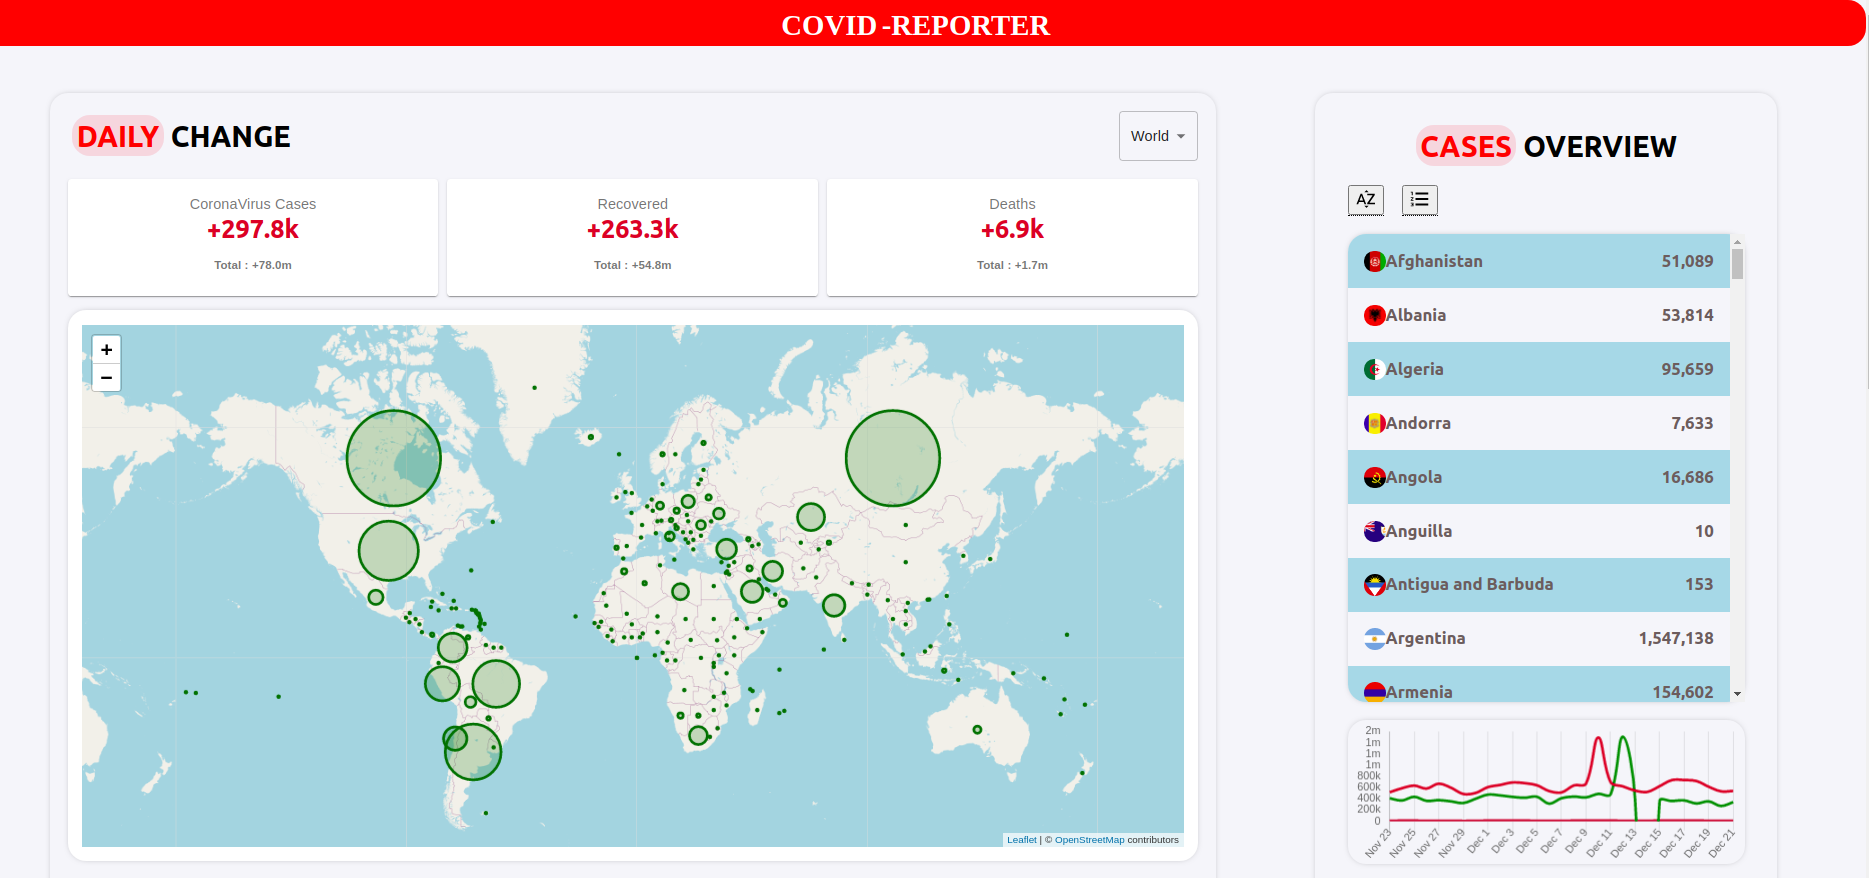 COVID -REPORTER
DAILY CHANGE
World
CoronaVirus Cases
+297.8k
Total : +78.0m
Recovered
+263.3k
Total : +54.8m
Deaths
+6.9k
Total : +1.7m
+
−
Leaflet | © OpenStreetMap contributors
CASES OVERVIEW
AZ
Afghanistan 51,089
Albania 53,814
Algeria 95,659
Andorra 7,633
Angola 16,686
Anguilla 10
Antigua and Barbuda 153
Argentina 1,547,138
Armenia 154,602
2m
1m
1m
1m
800k
600k
400k
200k
0
Nov 23 Nov 25 Nov 27 Nov 29 Dec 1 Dec 3 Dec 5 Dec 7 Dec 9 Dec 11 Dec 13 Dec 15 Dec 17 Dec 19 Dec 21